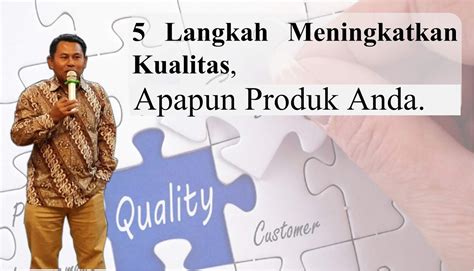 5 Langkah Meningkatkan
Kualitas,
Apapun Produk Anda.
Quality
Customer